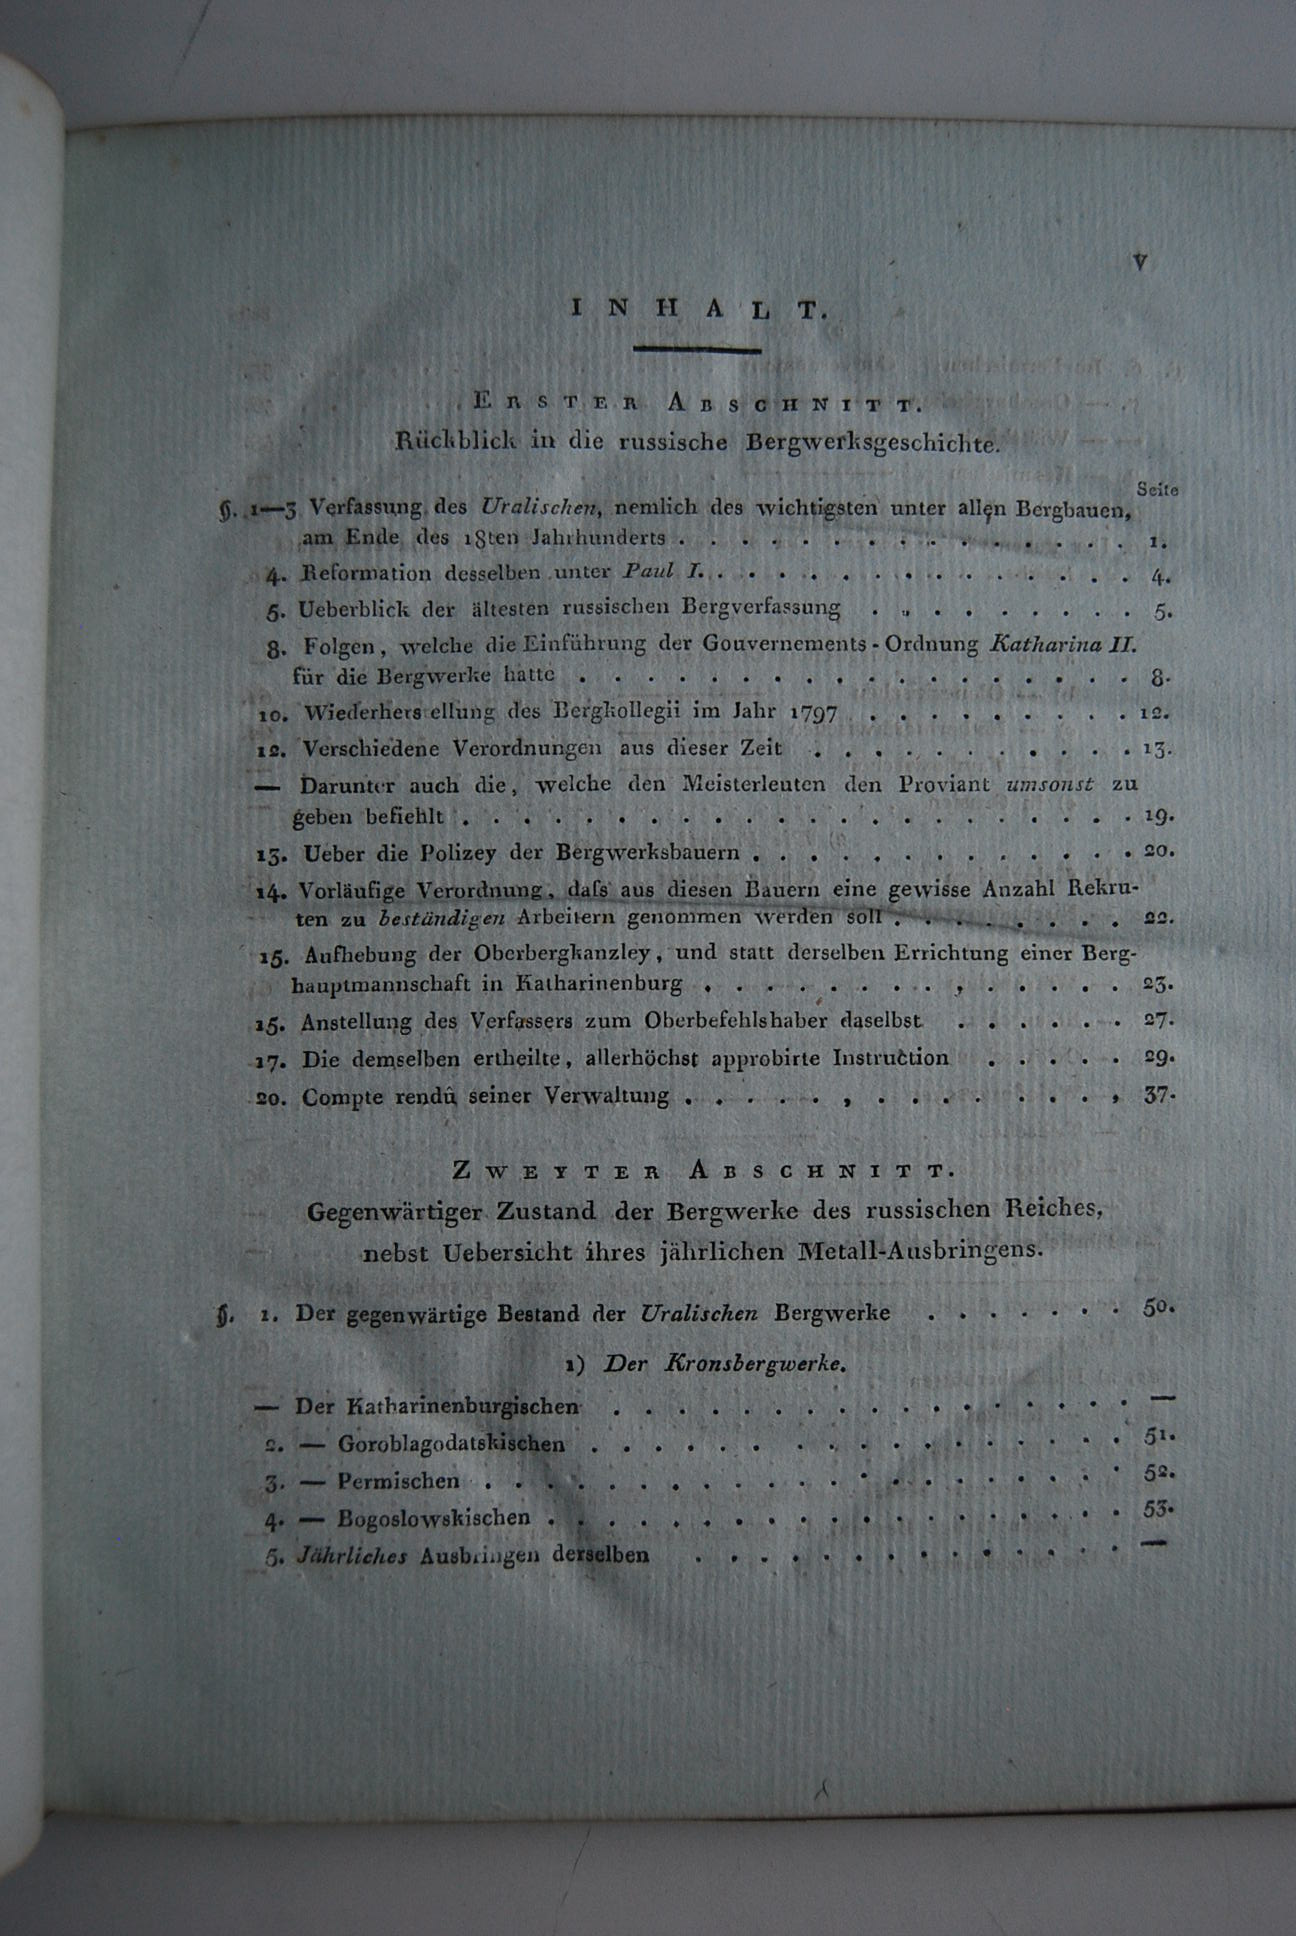 V
INHALT.
ERSTER ABSCHNITT.
Rückblick in die russische Bergwerksgeschichte.
Seite
§. 1—3 Verfassung des Uralischen, nemlich des wichtigsten unter allen Bergbauen,
am Ende des 18ten Jahrhunderts . . . . . . . . . . . . . . . 1.
4. Reformation desselben unter Paul I. . . . . . . . . . . . . . . 4.
5. Ueberblick der ältesten russischen Bergverfassung . . . . . . . . . 5.
8. Folgen, welche die Einführung der Gouvernements-Ordnung Katharina II.
für die Bergwerke hatte . . . . . . . . . . . . . . . . . . 8.
10. Wiederherstellung des Bergkollegii im Jahr 1797 . . . . . . . . . 12.
12. Verschiedene Verordnungen aus dieser Zeit . . . . . . . . . . . 13.
— Darunter auch die, welche den Meisterleuten den Proviant umsonst zu
geben befiehlt . . . . . . . . . . . . . . . . . . . . . . 19.
13. Ueber die Polizey der Bergwerksbauern . . . . . . . . . . . . . 20.
14. Vorläufige Verordnung, dafs aus diesen Bauern eine gewisse Anzahl Rekru-
ten zu beständigen Arbeitern genommen werden soll . . . . . . . . 22.
15. Aufhebung der Oberbergkanzley, und statt derselben Errichtung einer Berg-
hauptmannschaft in Katharinenburg . . . . . . . . . . . . . . 23.
15. Anstellung des Verfassers zum Oberbefehlshaber daselbst . . . . . . 27.
17. Die demselben ertheilte, allerhöchst approbirte Instruction . . . . . 29.
20. Compte rendû seiner Verwaltung . . . . . , . . . . . . . . , 37.
ZWEYTER ABSCHNITT.
Gegenwärtiger Zustand der Bergwerke des russischen Reiches,
nebst Uebersicht ihres jährlichen Metall-Ausbringens.
§. 1. Der gegenwärtige Bestand der Uralischen Bergwerke . . . . . . . 50.
1) Der Kronsbergwerke.
— Der Katharinenburgischen . . . . . . . . . . . . . . . . . —
2. — Goroblagodatskischen . . . . . . . . . . . . . . . . . . 51.
3. — Permischen . . . . . . . . . . . . . . . . . . . . . 52.
4. — Bogoslowskischen . . . . . . . . . . . . . . . . . . . 53.
5. Jährliches Ausbringen derselben . . . . . . . . . . . . . . —